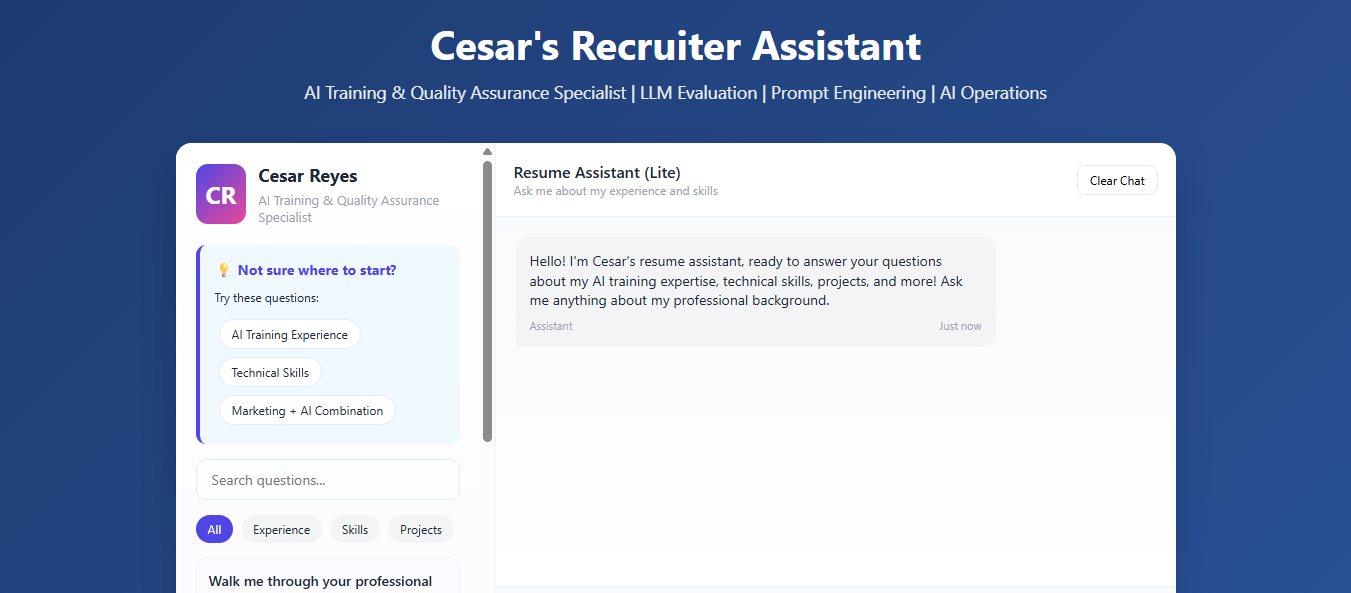 Cesar's Recruiter Assistant
AI Training & Quality Assurance Specialist | LLM Evaluation | Prompt Engineering | AI Operations
CR
Cesar Reyes
AI Training & Quality Assurance
Specialist
💡 Not sure where to start?
Try these questions:
AI Training Experience
Technical Skills
Marketing + AI Combination
Search questions...
All
Experience
Skills
Projects
Walk me through your professional
Resume Assistant (Lite)
Ask me about my experience and skills
Clear Chat
Hello! I'm Cesar's resume assistant, ready to answer your questions
about my AI training expertise, technical skills, projects, and more! Ask
me anything about my professional background.
Assistant
Just now